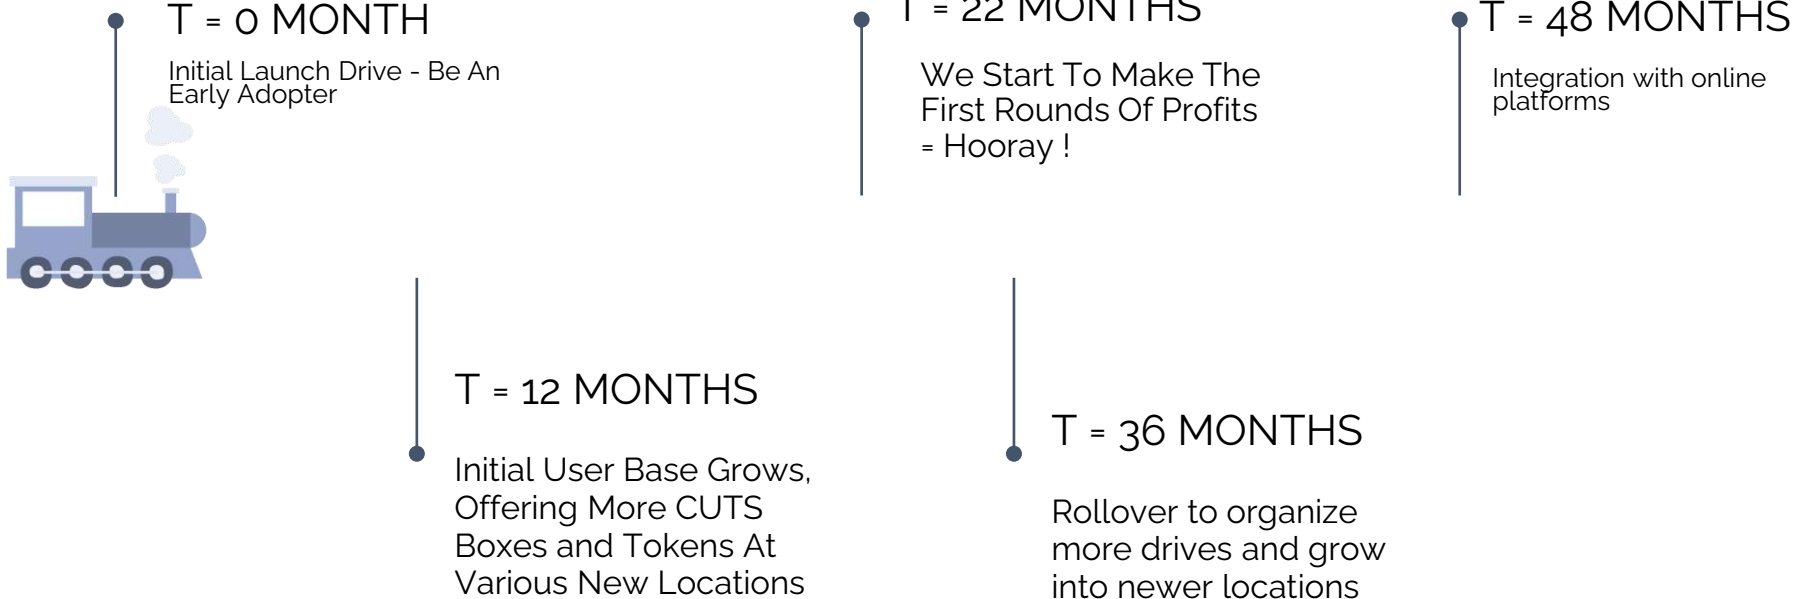 T = 0 MONTH
Initial Launch Drive - Be An
Early Adopter
T = 12 MONTHS
Initial User Base Grows,
Offering More CUTS
Boxes and Tokens At
Various New Locations
T = 22 MONTHS
We Start To Make The
First Rounds Of Profits
= Hooray !
T = 36 MONTHS
Rollover to organize
more drives and grow
into newer locations
T = 48 MONTHS
Integration with online
platforms